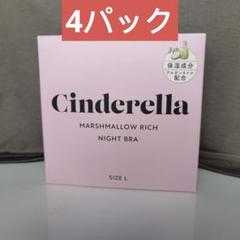 4パック
保湿成分
配合
Cinderella
MARSHMALLOW RICH
NIGHT BRA
SIZE L